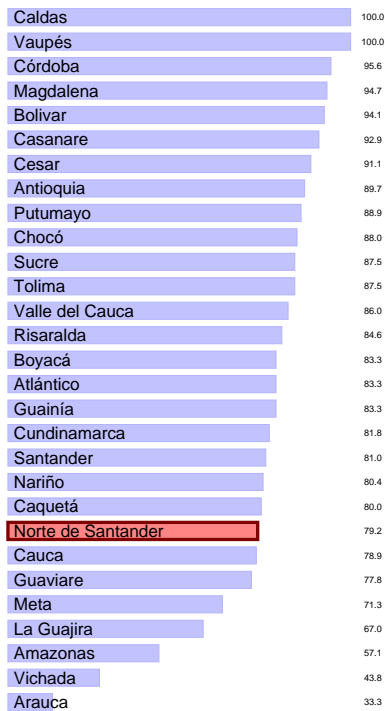 Caldas 100.0
Vaupés 100.0
Córdoba 95.6
Magdalena 94.7
Bolivar 94.1
Casanare 92.9
Cesar 91.1
Antioquia 89.7
Putumayo 88.9
Chocó 88.0
Sucre 87.5
Tolima 87.5
Valle del Cauca 86.0
Risaralda 84.6
Boyacá 83.3
Atlántico 83.3
Guainía 83.3
Cundinamarca 81.8
Santander 81.0
Nariño 80.4
Caquetá 80.0
Norte de Santander 79.2
Cauca 78.9
Guaviare 77.8
Meta 71.3
La Guajira 67.0
Amazonas 57.1
Vichada 43.8
Arauca 33.3